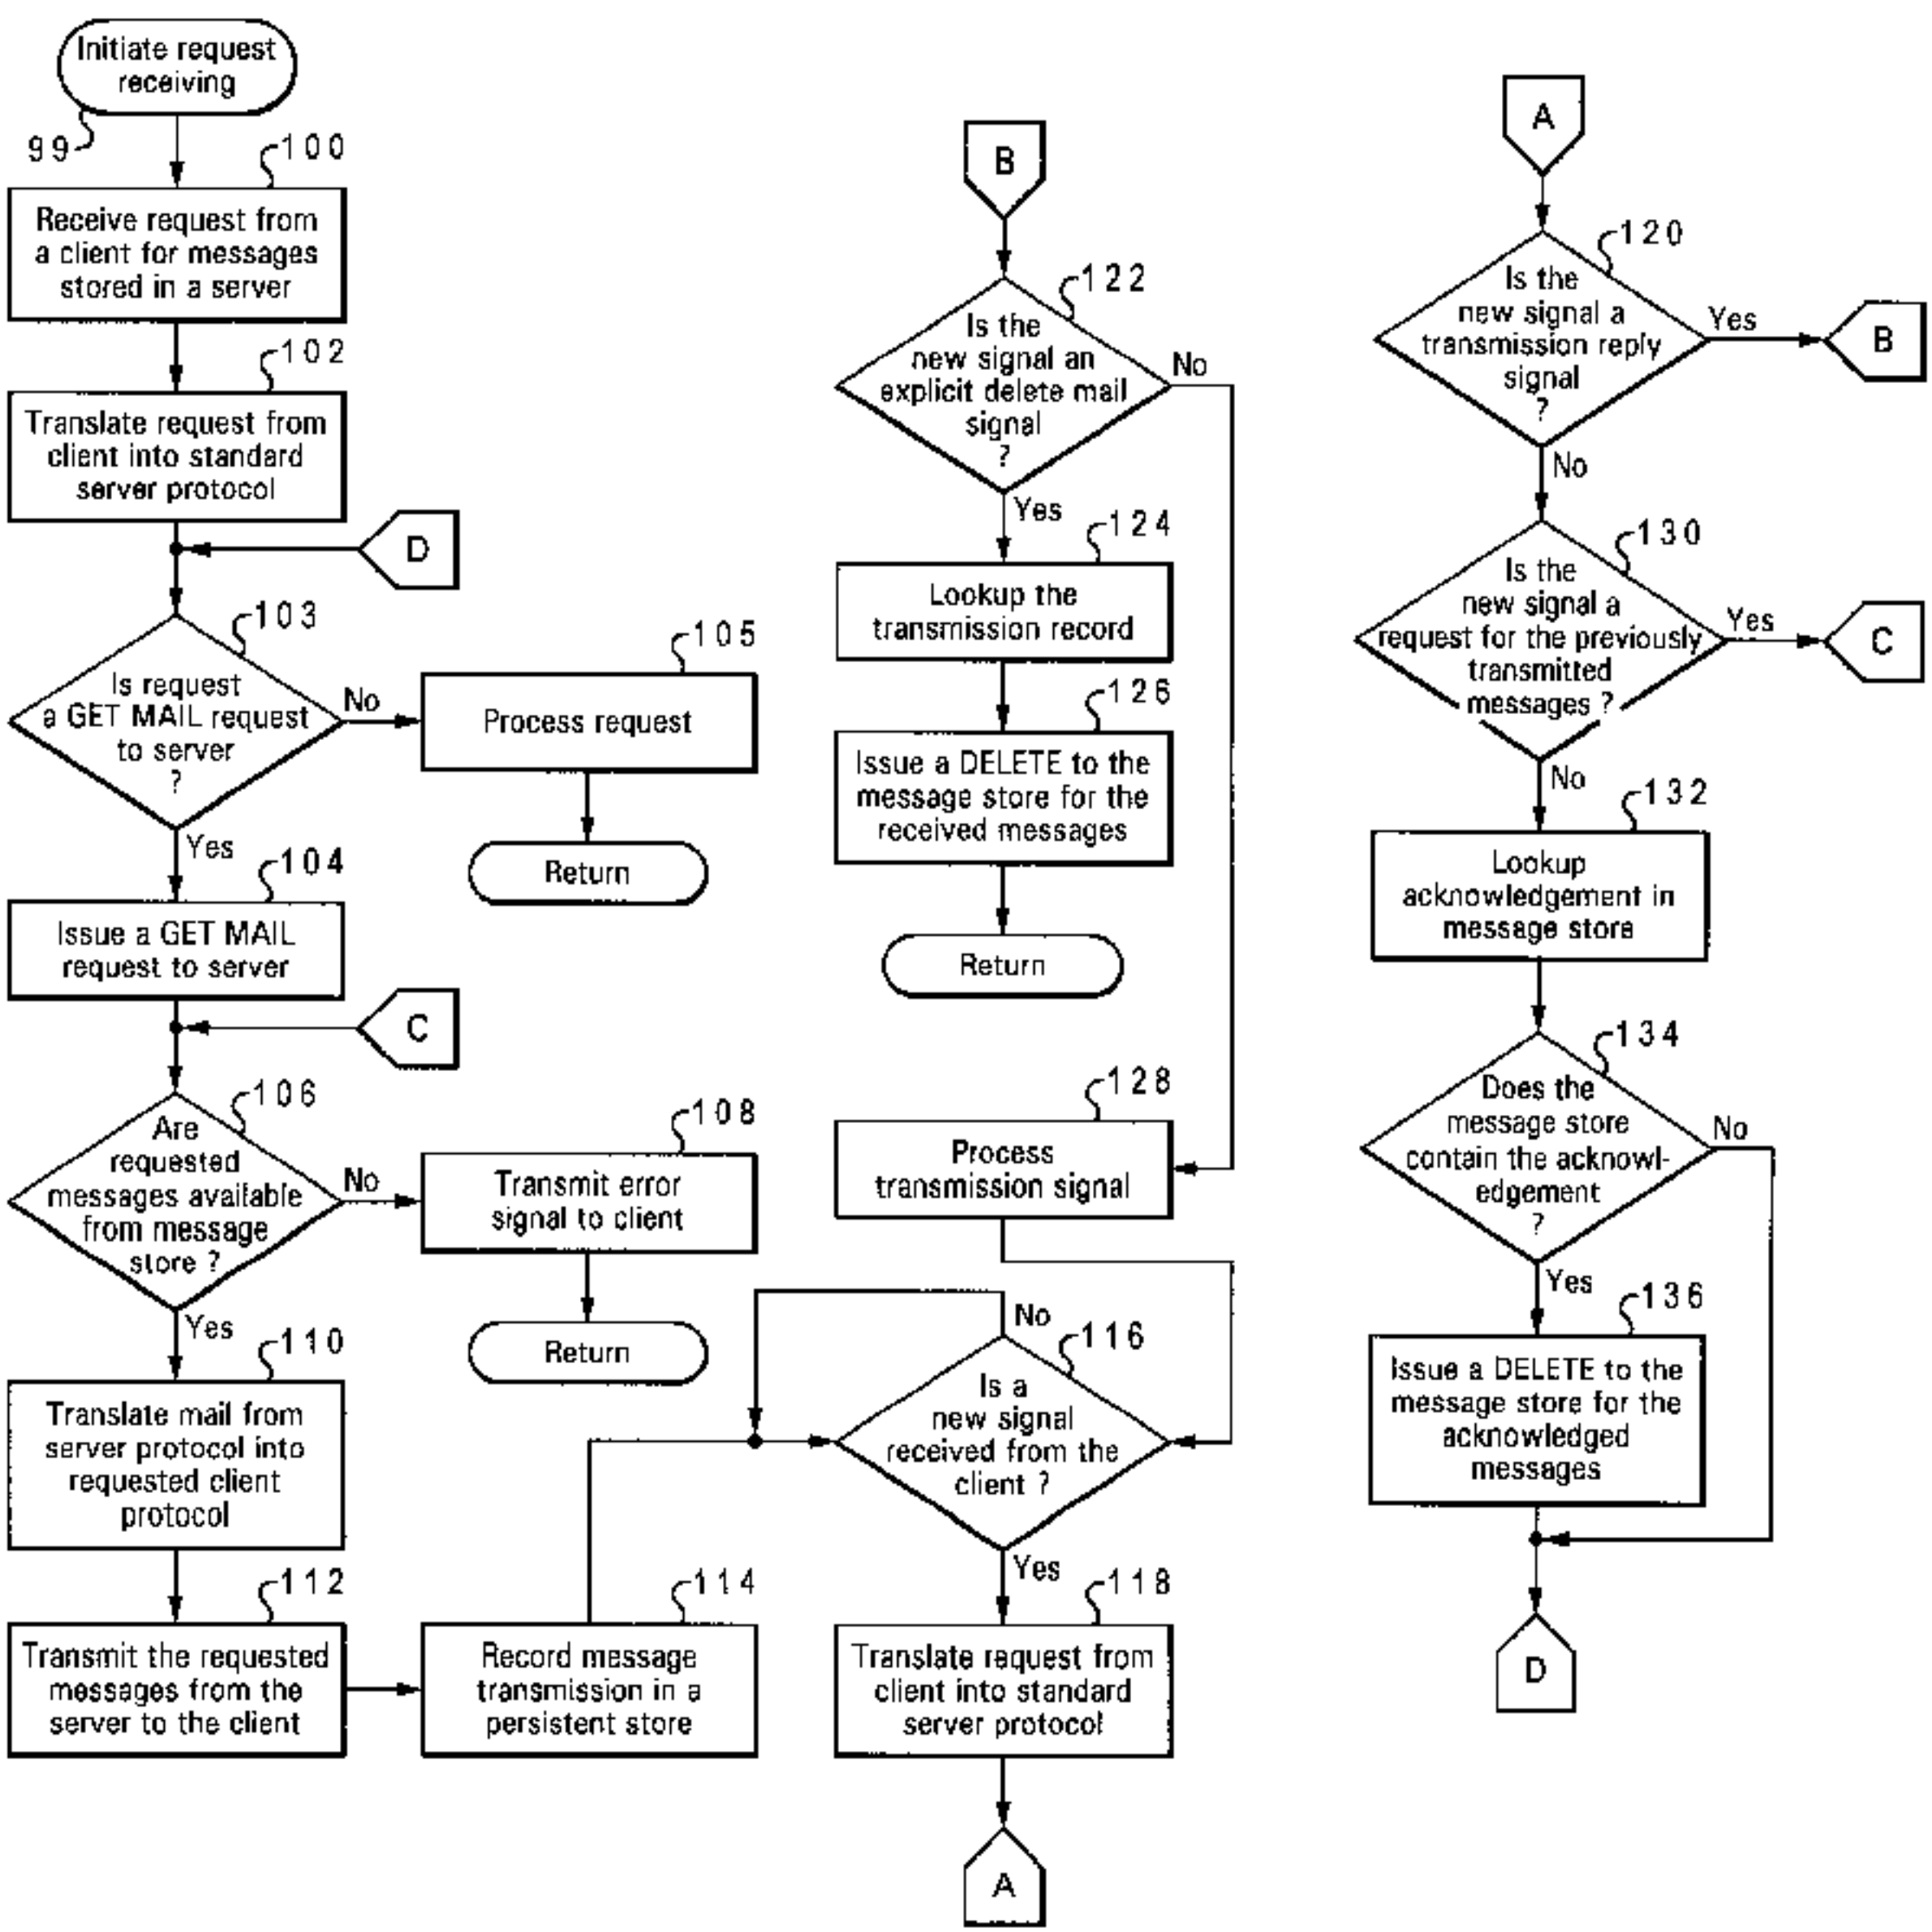 Initiate request
receiving
99
100
Receive request from
a client for messages
stored in a server
102
Translate request from
client into standard
server protocol
D
103
Is request
a GET MAIL request
to server
?
No
Yes
105
Process request
Return
104
Issue a GET MAIL
request to server
C
106
Are
requested
messages available
from message
store ?
No
Yes
108
Transmit error
signal to client
Return
110
Translate mail from
server protocol into
requested client
protocol
112
Transmit the requested
messages from the
server to the client
114
Record message
transmission in a
persistent store
B
122
Is the
new signal an
explicit delete mail
signal
?
No
Yes
124
Lookup the
transmission record
126
Issue a DELETE to the
message store for the
received messages
Return
128
Process
transmission signal
No
116
Is a
new signal
received from the
client ?
Yes
118
Translate request from
client into standard
server protocol
A
A
120
Is the
new signal a
transmission reply
signal
?
Yes
B
No
130
Is the
new signal a
request for the previously
transmitted
messages ?
Yes
C
No
132
Lookup
acknowledgement in
message store
134
Does the
message store
contain the acknowl-
edgement
?
No
Yes
136
Issue a DELETE to the
message store for the
acknowledged
messages
D